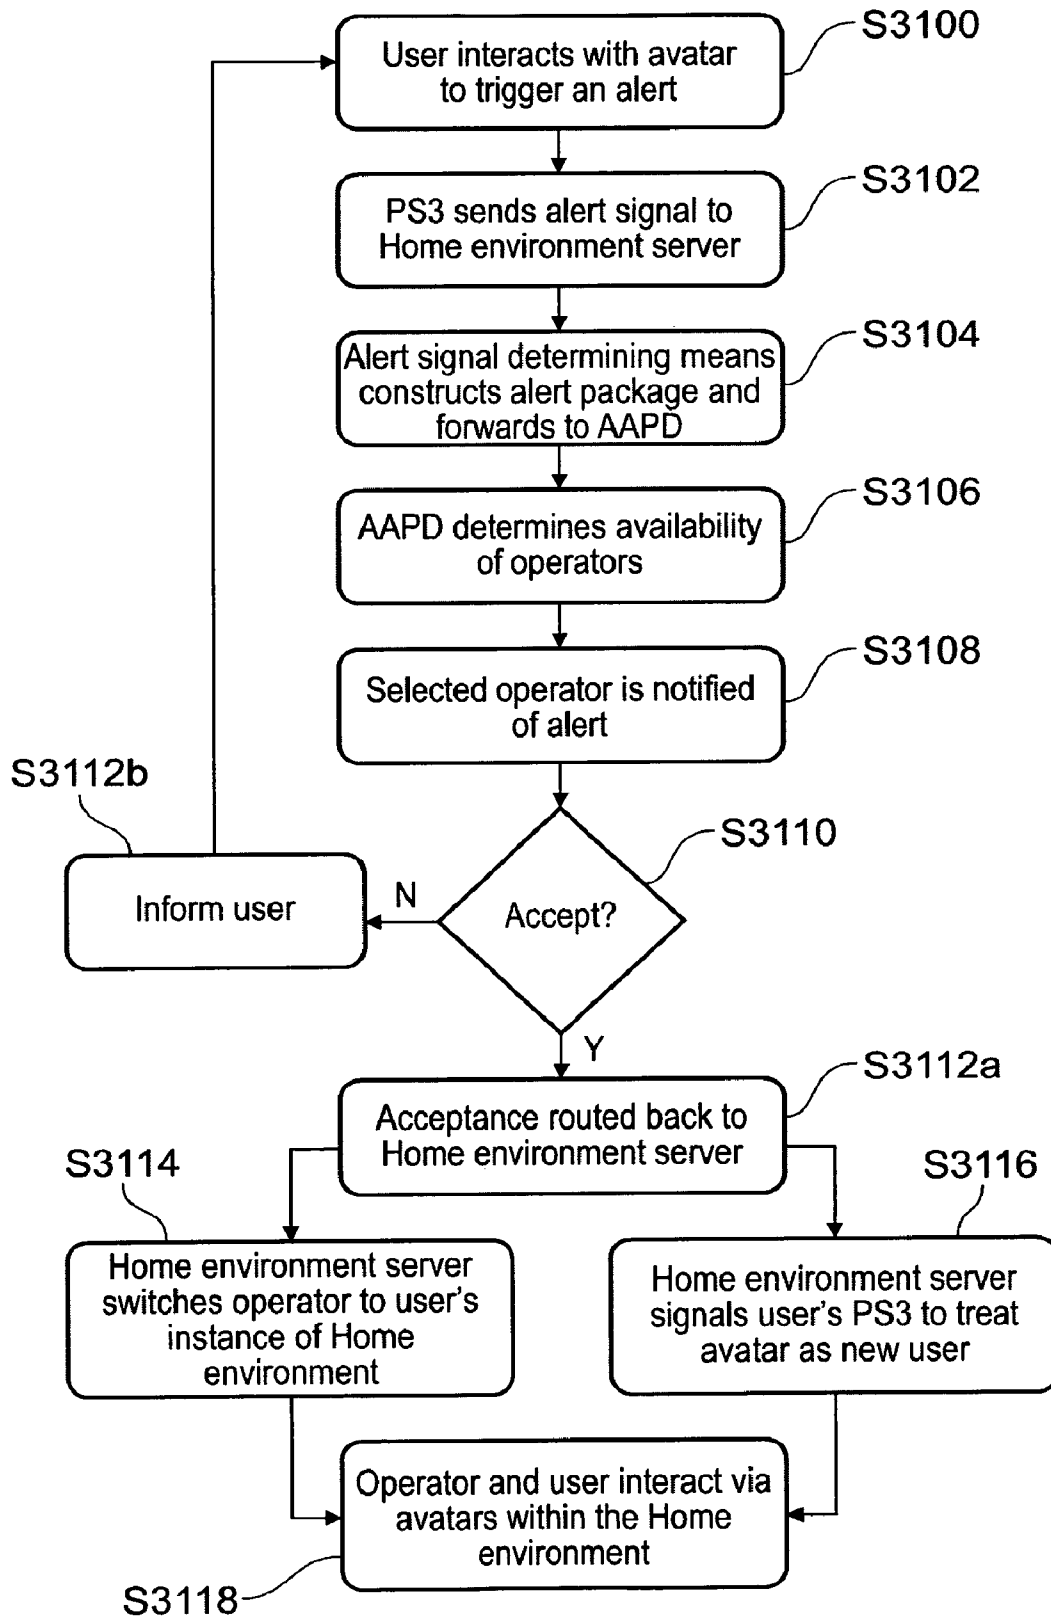 S3100
User interacts with avatar
to trigger an alert
S3102
PS3 sends alert signal to
Home environment server
S3104
Alert signal determining means
constructs alert package and
forwards to AAPD
S3106
AAPD determines availability
of operators
S3108
Selected operator is notified
of alert
S3112b
S3110
Inform user
N
Accept?
Y
S3112a
Acceptance routed back to
Home environment server
S3114
S3116
Home environment server
switches operator to user's
instance of Home
environment
Home environment server
signals user's PS3 to treat
avatar as new user
Operator and user interact via
avatars within the Home
environment
S3118